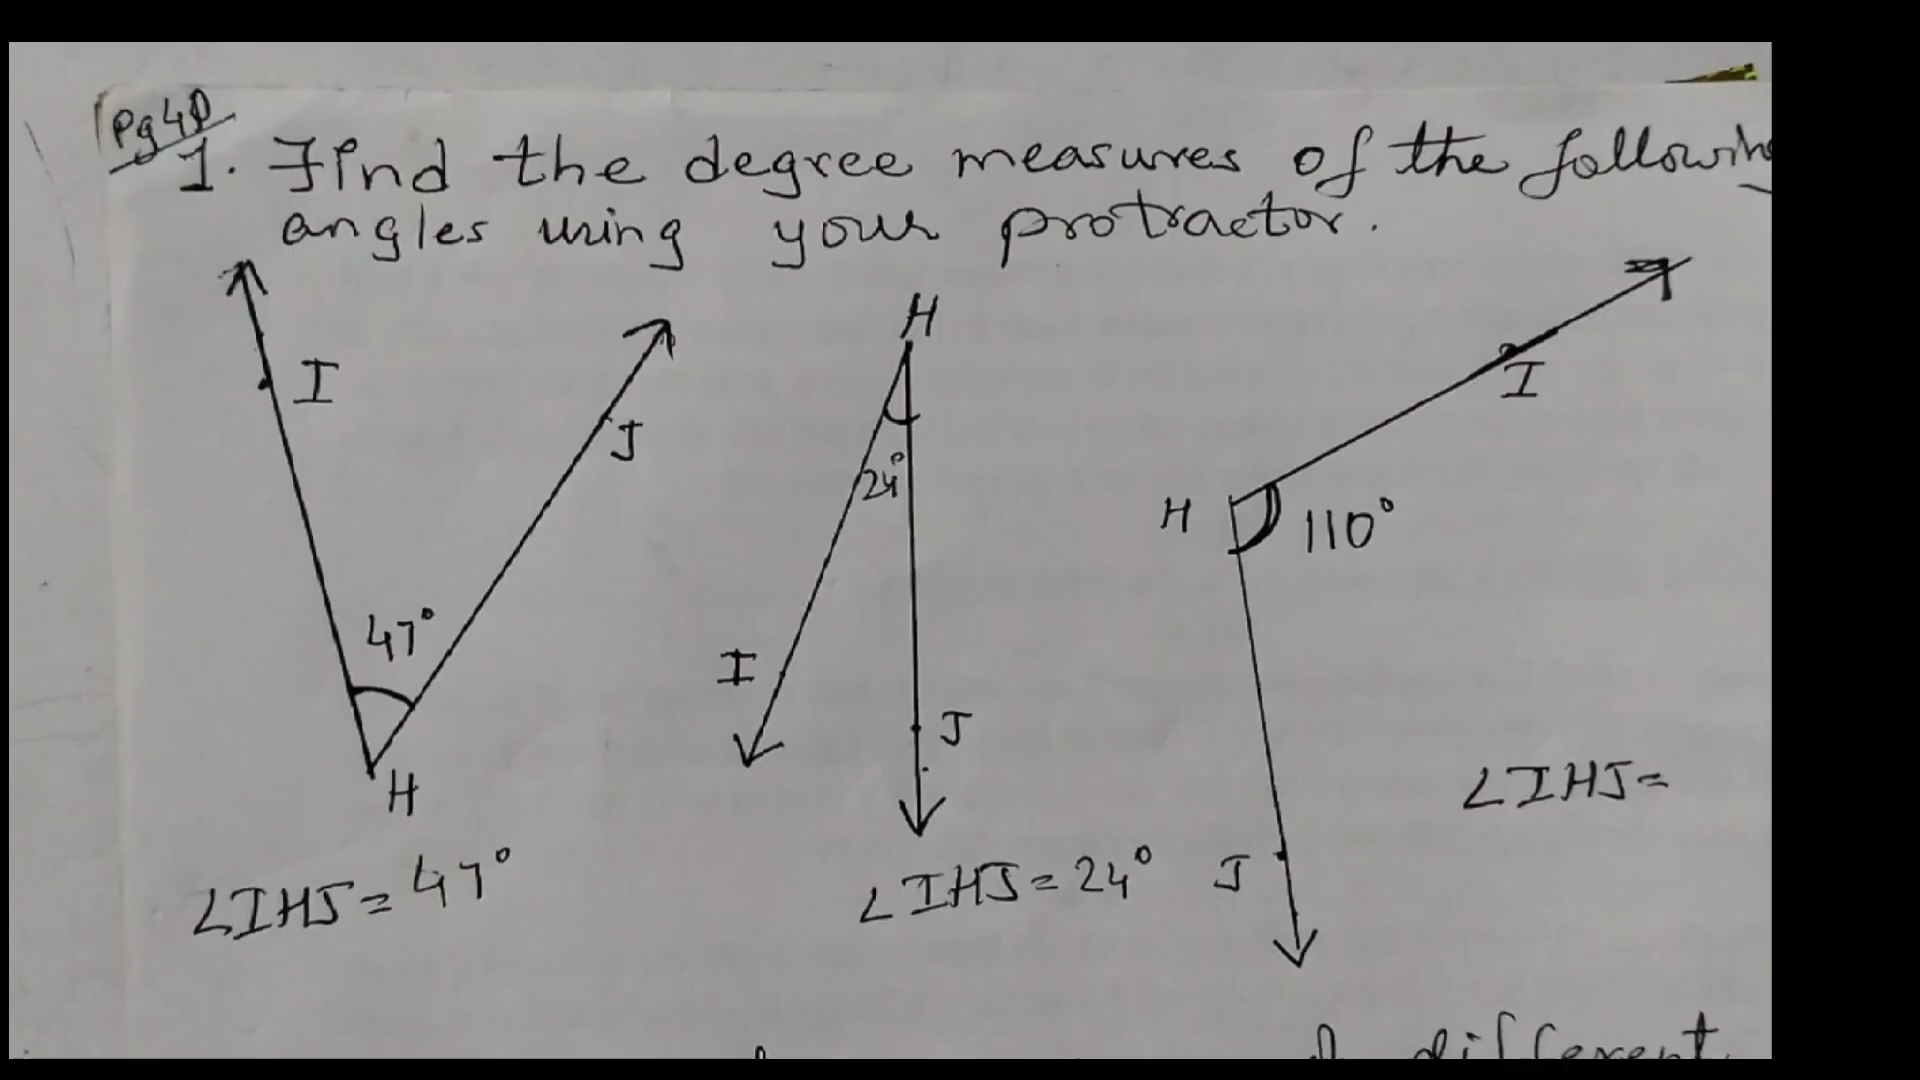 Pg 40
1. Find the degree measures of the following
angles using your protractor.
H
I
I
J
47°
24°
H
110°
I
J
H
∠IHJ =
∠IHJ = 47°
∠IHJ = 24°
J
different